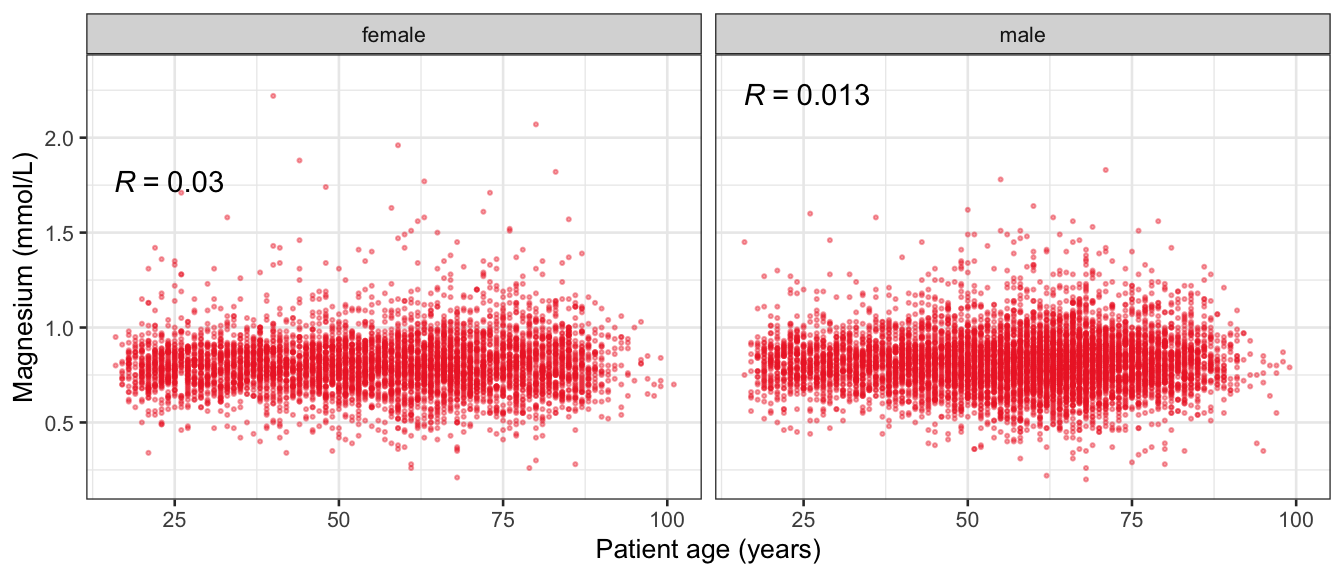 female
male
R = 0.03
R = 0.013
2.0
1.5
1.0
0.5
Magnesium (mmol/L)
25 50 75 100
25 50 75 100
Patient age (years)